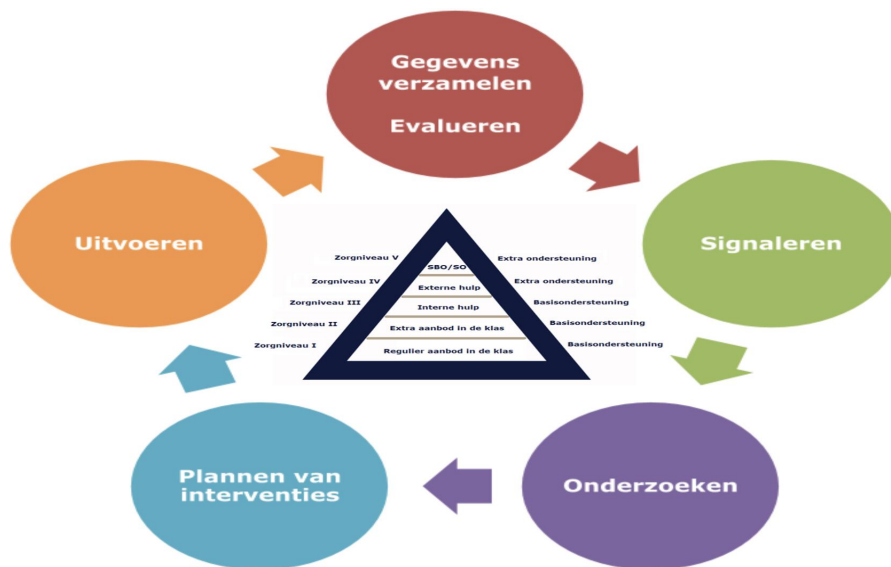 Gegevens
verzamelen
Evalueren
Uitvoeren
Signaleren
Zorgniveau V
SBO/SO
Extra ondersteuning
Zorgniveau IV
Externe hulp
Extra ondersteuning
Zorgniveau III
Interne hulp
Basisondersteuning
Zorgniveau II
Extra aanbod in de klas
Basisondersteuning
Zorgniveau I
Regulier aanbod in de klas
Basisondersteuning
Plannen van
interventies
Onderzoeken